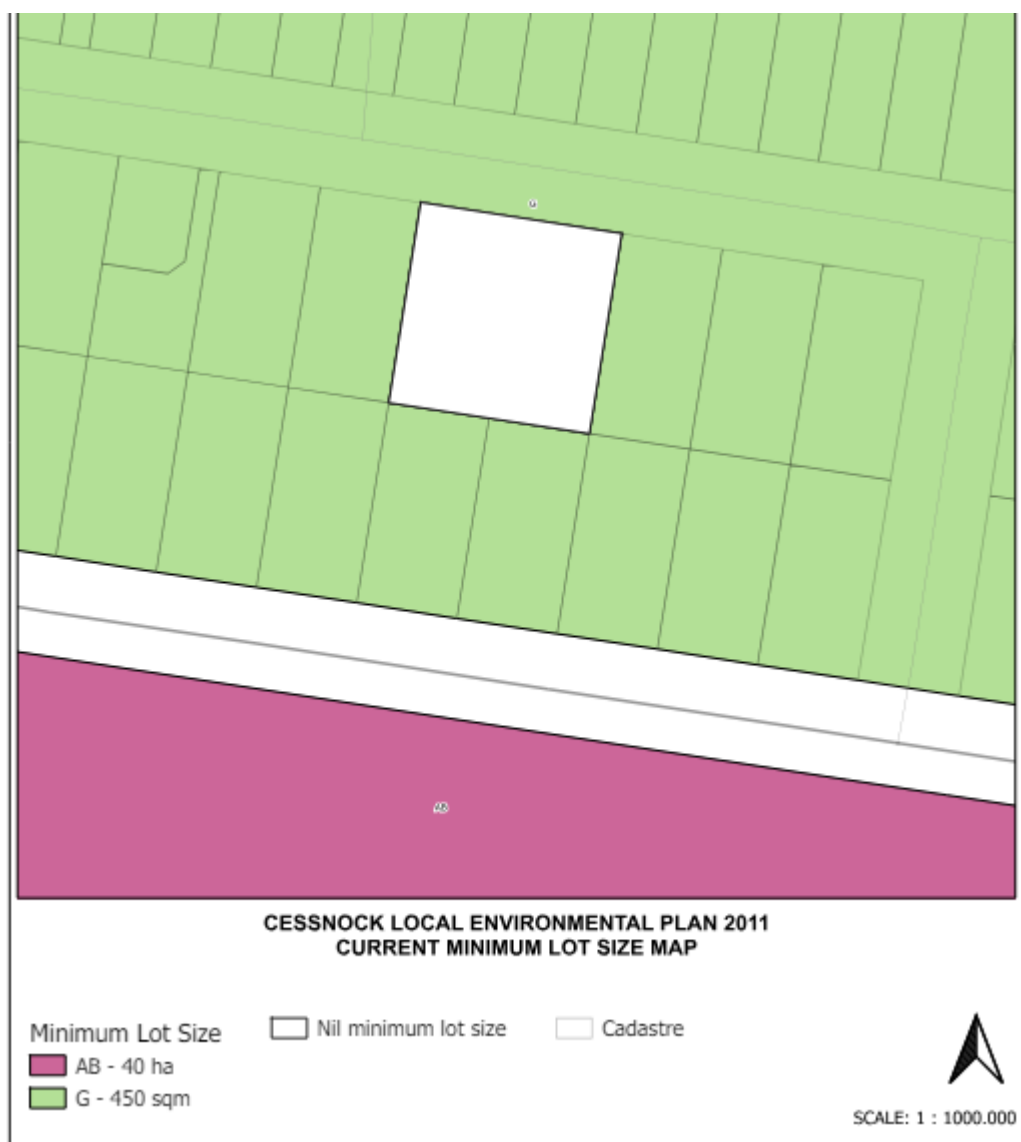 G
AB
CESSNOCK LOCAL ENVIRONMENTAL PLAN 2011
CURRENT MINIMUM LOT SIZE MAP
Minimum Lot Size
Nil minimum lot size
Cadastre
AB - 40 ha
G - 450 sqm
SCALE: 1 : 1000.000